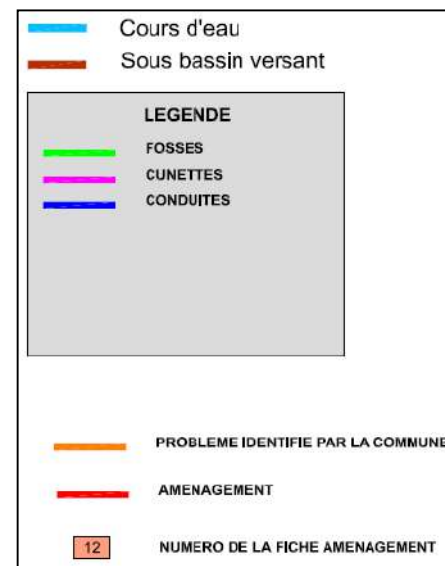 Cours d'eau
Sous bassin versant
LEGENDE
FOSSES
CUNETTES
CONDUITES
PROBLEME IDENTIFIE PAR LA COMMUNE
AMENAGEMENT
12 NUMERO DE LA FICHE AMENAGEMENT